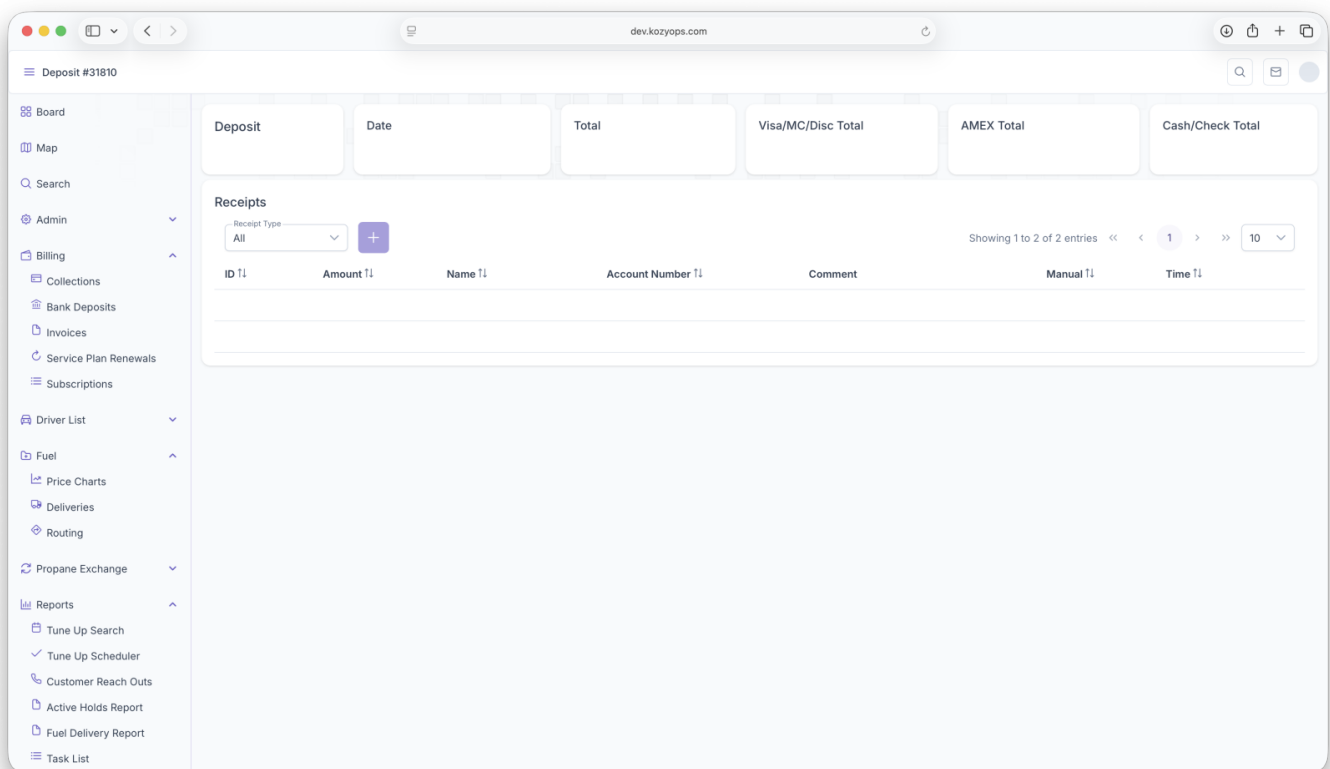 dev.kozyops.com
Deposit #31810
Board
Map
Search
Admin
Billing
Collections
Bank Deposits
Invoices
Service Plan Renewals
Subscriptions
Driver List
Fuel
Price Charts
Deliveries
Routing
Propane Exchange
Reports
Tune Up Search
Tune Up Scheduler
Customer Reach Outs
Active Holds Report
Fuel Delivery Report
Task List
Deposit Date Total Visa/MC/Disc Total AMEX Total Cash/Check Total
Receipts
Receipt Type
All
Showing 1 to 2 of 2 entries 1 10
ID Amount Name Account Number Comment Manual Time